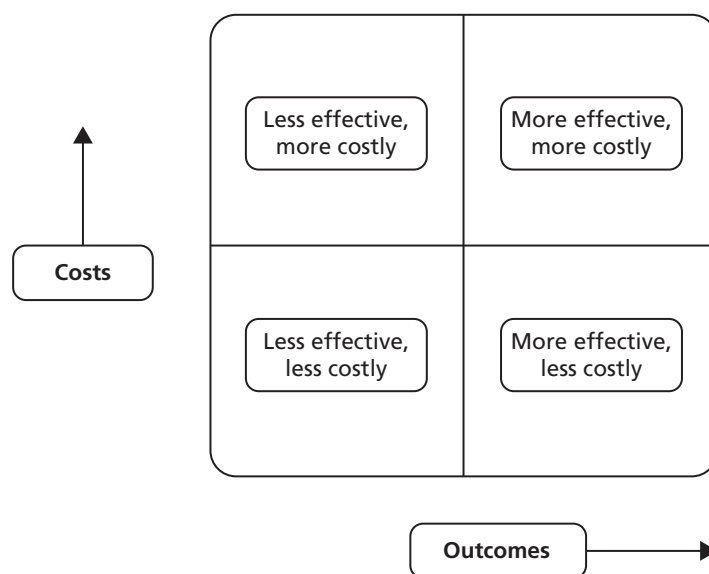 Less effective,
more costly
More effective,
more costly
Costs
Less effective,
less costly
More effective,
less costly
Outcomes